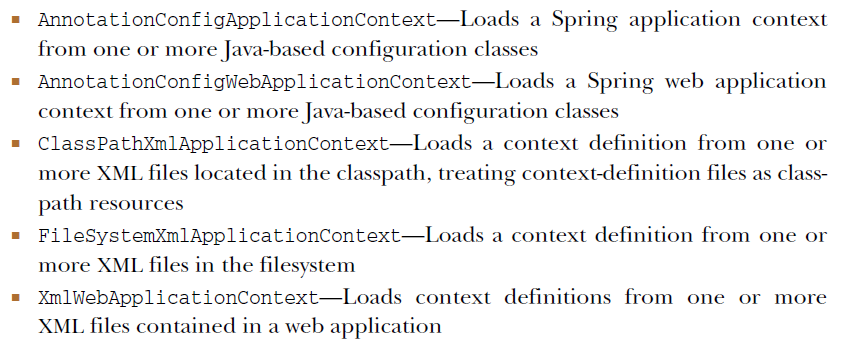 ■ AnnotationConfigApplicationContext—Loads a Spring application context
from one or more Java-based configuration classes
■ AnnotationConfigWebApplicationContext—Loads a Spring web application
context from one or more Java-based configuration classes
■ ClassPathXmlApplicationContext—Loads a context definition from one or
more XML files located in the classpath, treating context-definition files as class-
path resources
■ FileSystemXmlApplicationContext—Loads a context definition from one or
more XML files in the filesystem
■ XmlWebApplicationContext—Loads context definitions from one or more
XML files contained in a web application